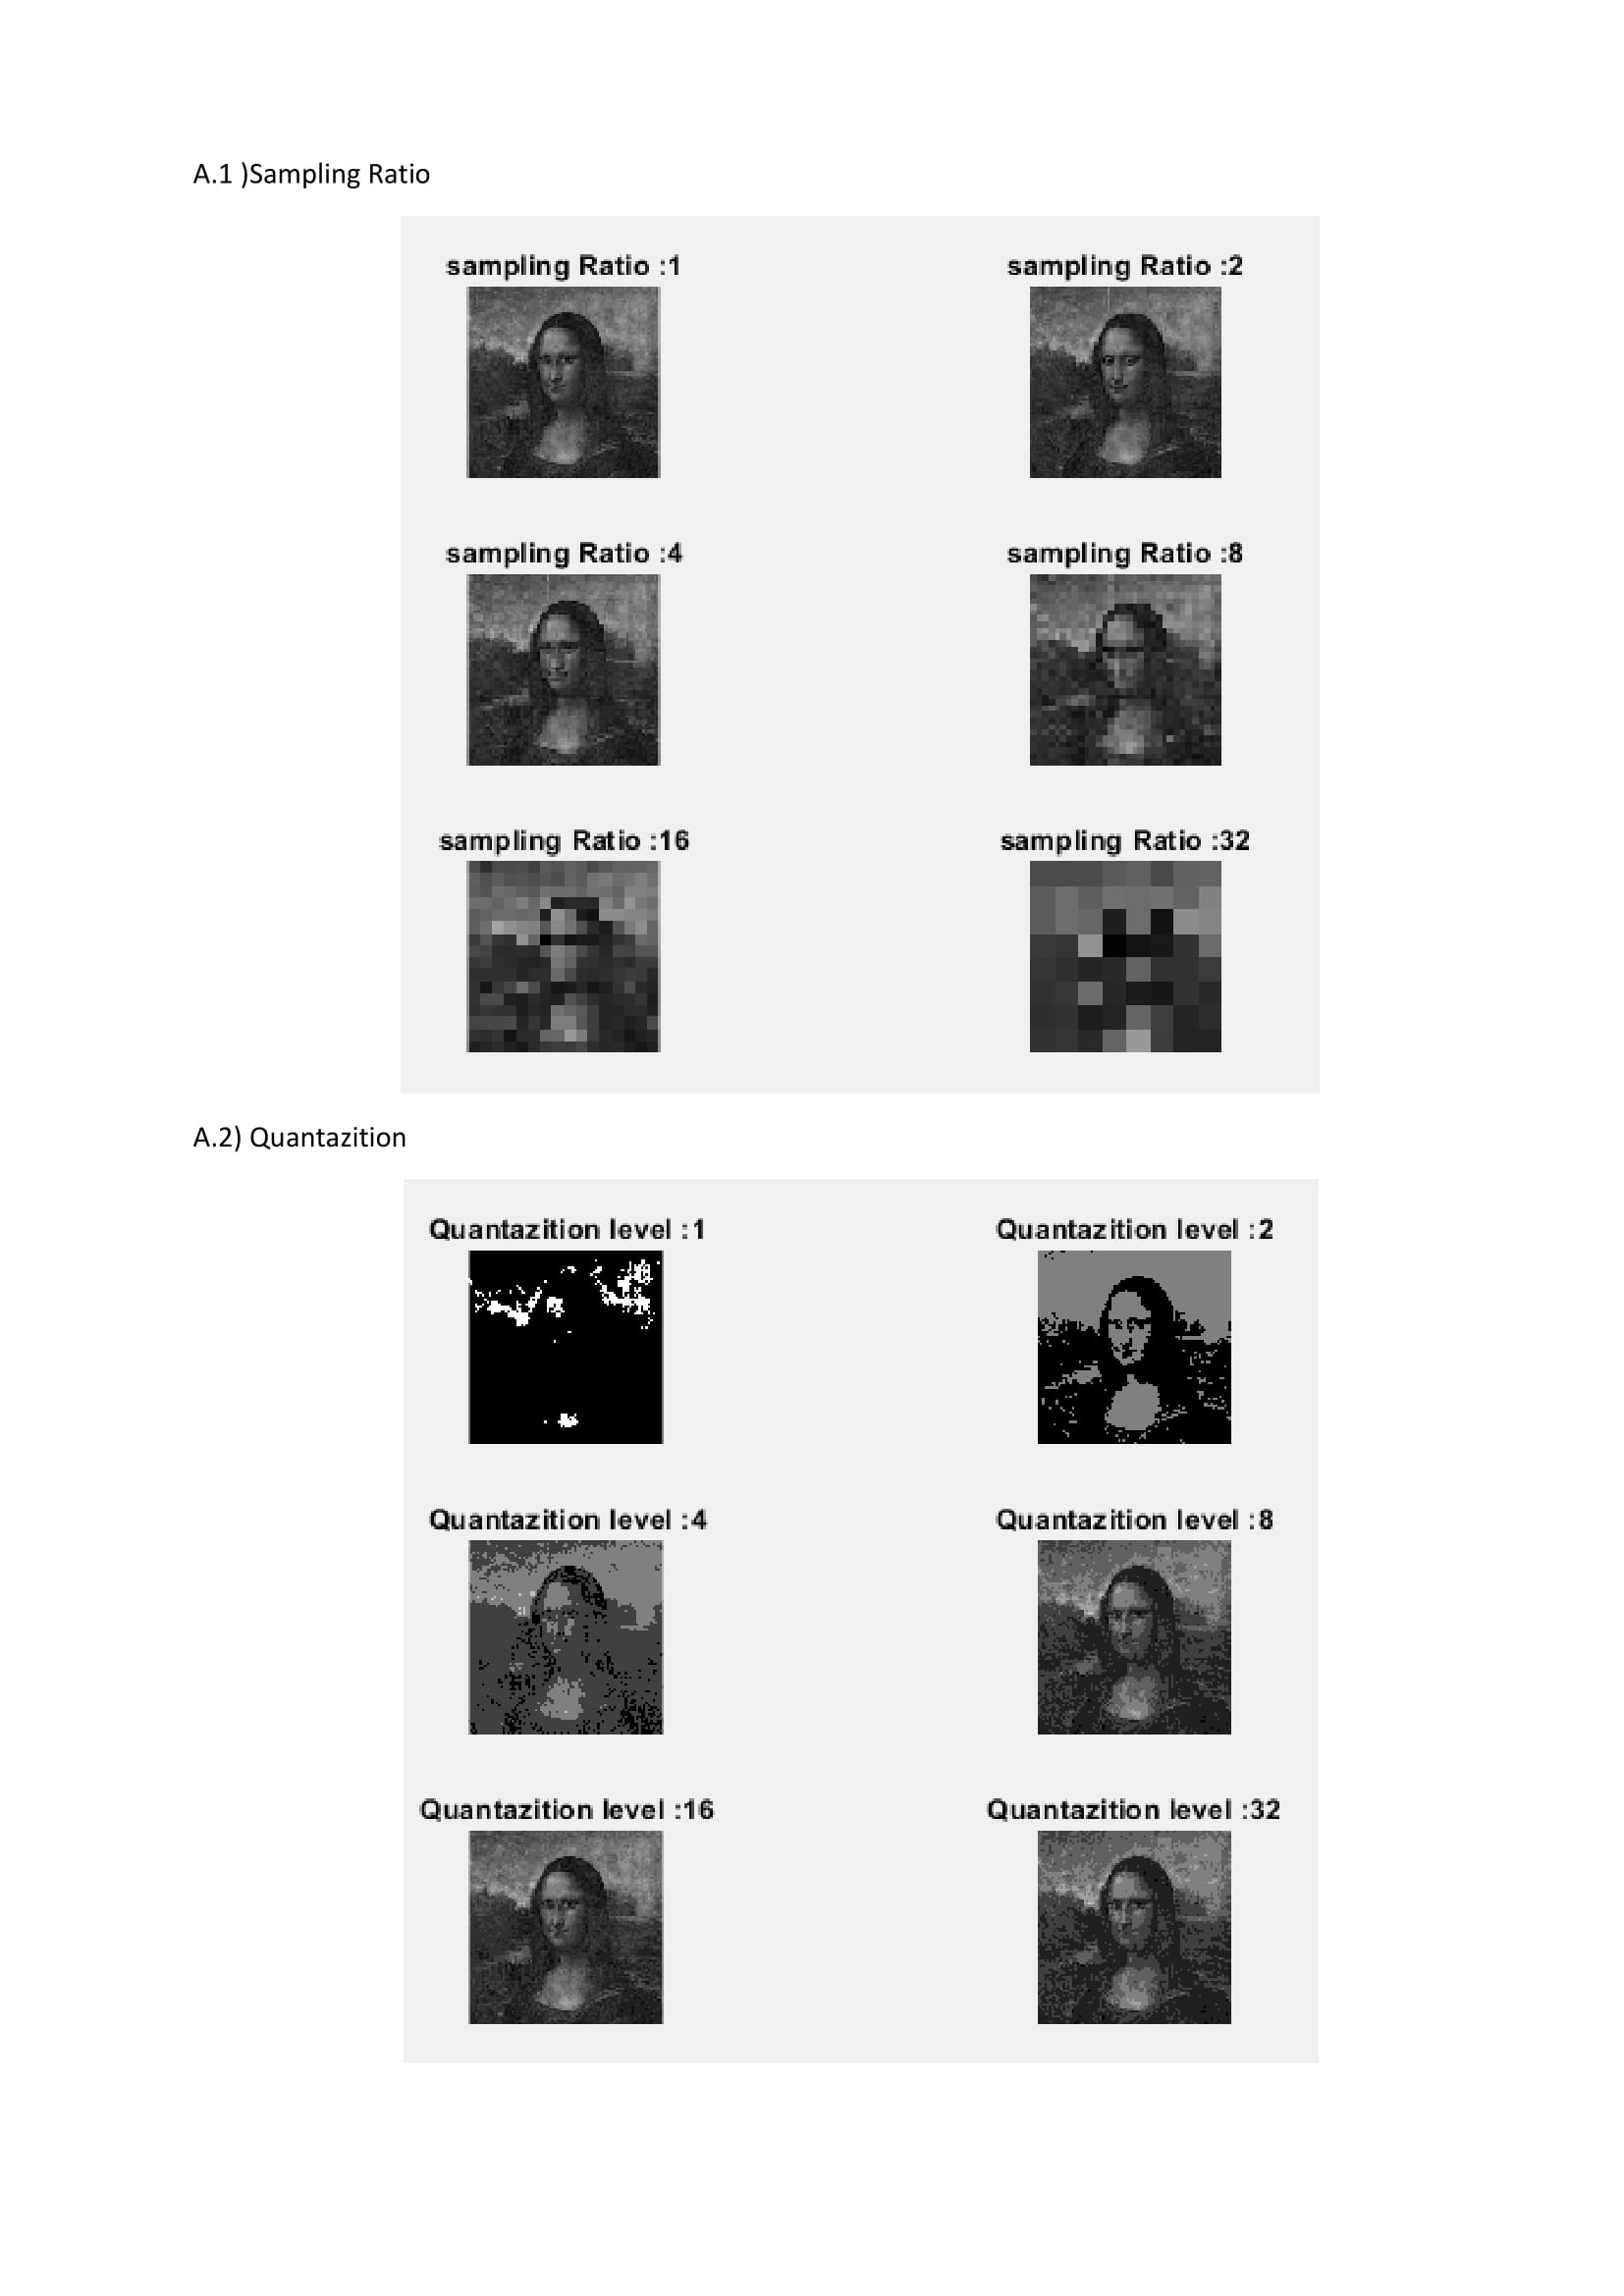 A.1 )Sampling Ratio
sampling Ratio :1
sampling Ratio :2
sampling Ratio :4
sampling Ratio :8
sampling Ratio :16
sampling Ratio :32
A.2) Quantazition
Quantazition level :1
Quantazition level :2
Quantazition level :4
Quantazition level :8
Quantazition level :16
Quantazition level :32